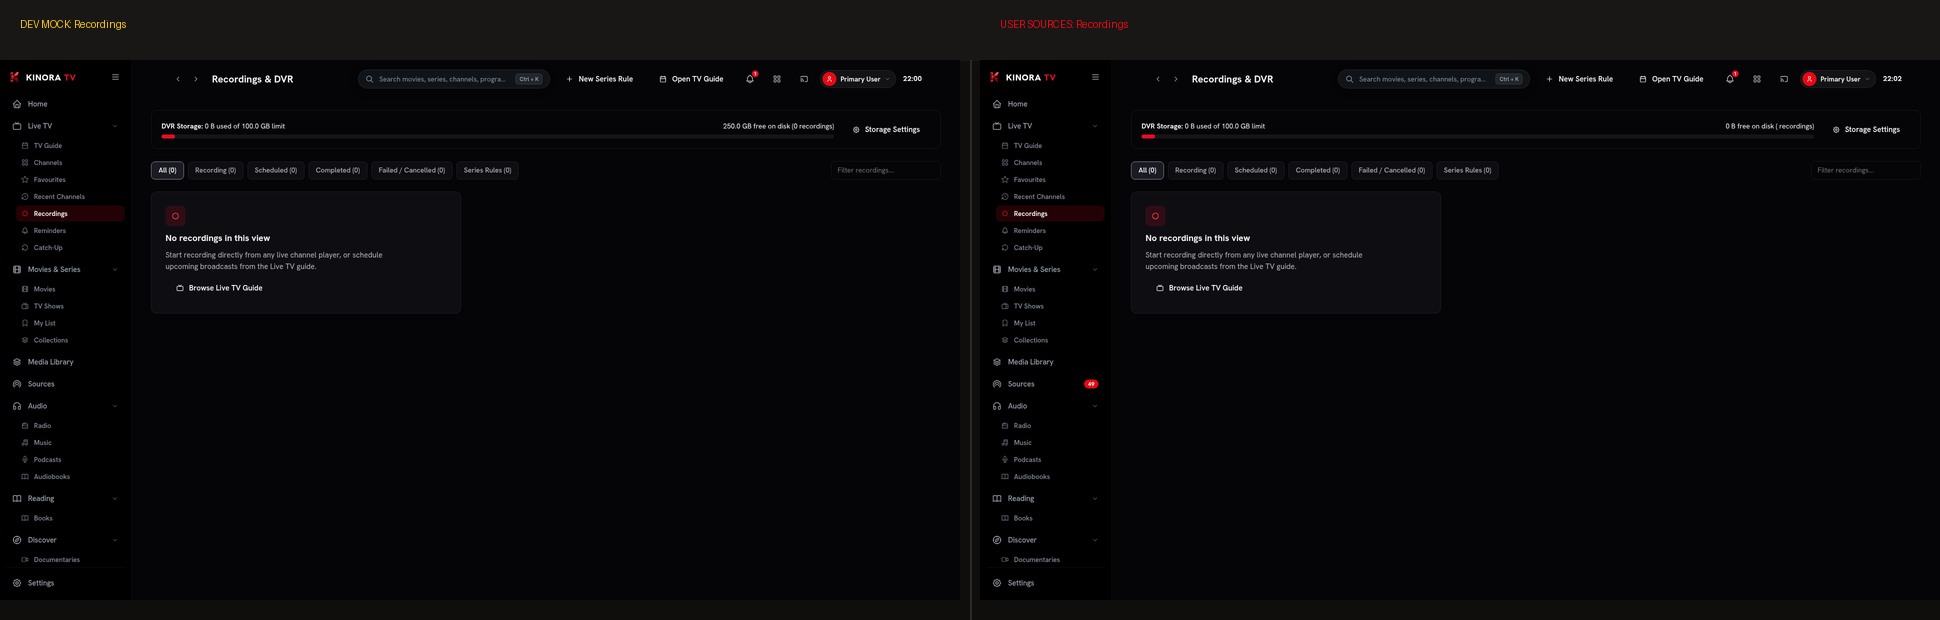 DEV MOCK: Recordings
KINORA TV
Recordings & DVR
Search movies, series, channels, progra...
Ctrl + K
New Series Rule
Open TV Guide
1
Primary User
22:00
Home
Live TV
TV Guide
Channels
Favourites
Recent Channels
Recordings
Reminders
Catch-Up
Movies & Series
Movies
TV Shows
My List
Collections
Media Library
Sources
Audio
Radio
Music
Podcasts
Audiobooks
Reading
Books
Discover
Documentaries
Settings
DVR Storage: 0 B used of 100.0 GB limit
250.0 GB free on disk (0 recordings)
Storage Settings
All (0)
Recording (0)
Scheduled (0)
Completed (0)
Failed / Cancelled (0)
Series Rules (0)
Filter recordings...
No recordings in this view
Start recording directly from any live channel player, or schedule
upcoming broadcasts from the Live TV guide.
Browse Live TV Guide
USER SOURCES: Recordings
KINORA TV
Recordings & DVR
Search movies, series, channels, progra...
Ctrl + K
New Series Rule
Open TV Guide
1
Primary User
22:02
Home
Live TV
TV Guide
Channels
Favourites
Recent Channels
Recordings
Reminders
Catch-Up
Movies & Series
Movies
TV Shows
My List
Collections
Media Library
Sources
49
Audio
Radio
Music
Podcasts
Audiobooks
Reading
Books
Discover
Documentaries
Settings
DVR Storage: 0 B used of 100.0 GB limit
0 B free on disk ( recordings)
Storage Settings
All (0)
Recording (0)
Scheduled (0)
Completed (0)
Failed / Cancelled (0)
Series Rules (0)
Filter recordings...
No recordings in this view
Start recording directly from any live channel player, or schedule
upcoming broadcasts from the Live TV guide.
Browse Live TV Guide